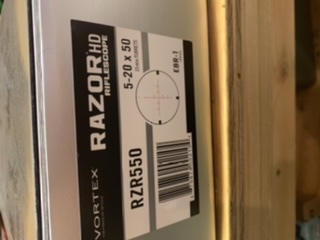 VORTEX
RAZOR HD
RIFLESCOPE
5-20 x 50
EBR-1
RZR550